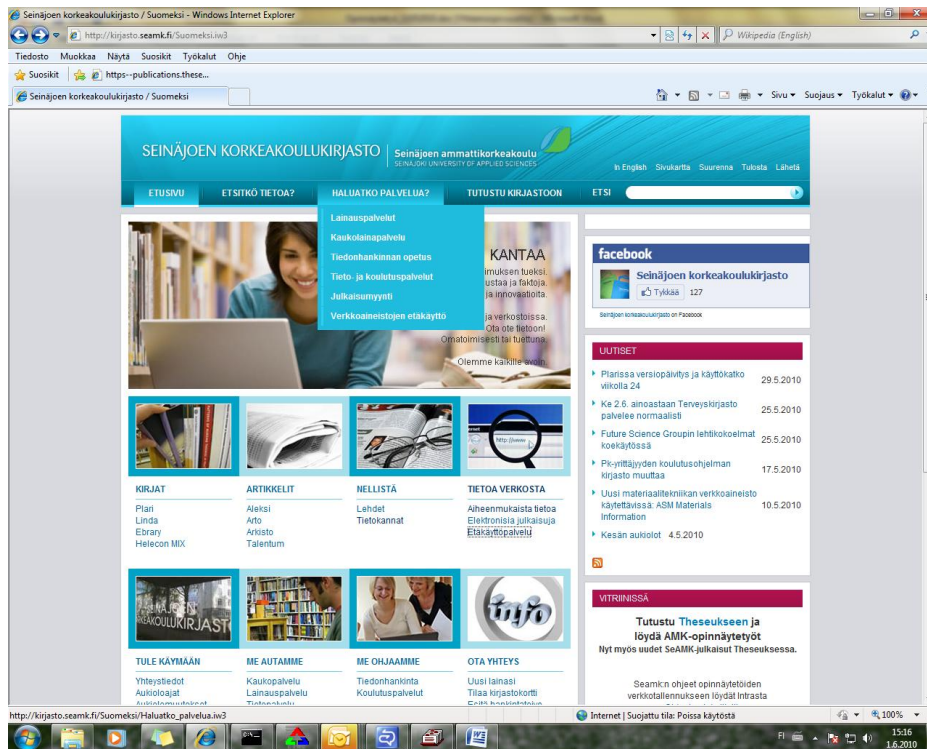 Seinäjoen korkeakoulukirjasto / Suomeksi - Windows Internet Explorer
http://kirjasto.seamk.fi/Suomeksi.iw3
Wikipedia (English)
Tiedosto Muokkaa Näytä Suosikit Työkalut Ohje
Suosikit https--publications.these...
Seinäjoen korkeakoulukirjasto / Suomeksi
Sivu Suojaus Työkalut
SEINÄJOEN KORKEAKOULUKIRJASTO
Seinäjoen ammattikorkeakoulu
SEINÄJOKI UNIVERSITY OF APPLIED SCIENCES
In English Sivukartta Suurenna Tulosta Lähetä
ETUSIVU ETSITKÖ TIETOA? HALUATKO PALVELUA? TUTUSTU KIRJASTOON ETSI
Lainauspalvelut
Kaukolainapalvelu
Tiedonhankinnan opetus
Tieto- ja koulutuspalvelut
Julkaisumyynti
Verkkoaineistojen etäkäyttö
KANTAA
imuksen tueksi.
ustaa ja faktoja.
ja innovaatioita.
ja verkostoissa.
Ota ote tietoon!
Omatoimisesti tai tuettuna.
Olemme kaikille avoin.
facebook
Seinäjoen korkeakoulukirjasto
Tykkää 127
Seinäjoen korkeakoulukirjasto on Facebook
UUTISET
Plarissa versiopäivitys ja käyttökatko
viikolla 24 29.5.2010
Ke 2.6. ainoastaan Terveyskirjasto
palvelee normaalisti 25.5.2010
Future Science Groupin lehtikokoelmat
koekäytössä 25.5.2010
Pk-yrittäjyyden koulutusohjelman
kirjasto muuttaa 17.5.2010
Uusi materiaalitekniikan verkkoaineisto
käytettävissä: ASM Materials
Information 10.5.2010
Kesän aukiolot 4.5.2010
KIRJAT
Plari
Linda
Ebrary
Helecon MIX
ARTIKKELIT
Aleksi
Arto
Arkisto
Talentum
NELLISTÄ
Lehdet
Tietokannat
http://www
TIETOA VERKOSTA
Aiheenmukaista tietoa
Elektronisia julkaisuja
Etäkäyttöpalvelu
VITRIINISSÄ
Tutustu Theseukseen ja
löydä AMK-opinnäytetyöt
Nyt myös uudet SeAMK-julkaisut Theseuksessa.
Seamk:n ohjeet opinnäytetöiden
verkkotallennukseen löydät Intrasta
SEINÄJOEN
KORKEAKOULUKIRJASTO
info
TULE KÄYMÄÄN
Yhteystiedot
Aukioloajat
Aukiolomuutokset
ME AUTAMME
Kaukopalvelu
Lainauspalvelu
Tietopalvelu
ME OHJAAMME
Tiedonhankinta
Koulutuspalvelut
OTA YHTEYS
Uusi lainasi
Tilaa kirjastokortti
Esitä hankintatoive
http://kirjasto.seamk.fi/Suomeksi/Haluatko_palvelua.iw3
Internet | Suojattu tila: Poissa käytöstä
100%
FI
15:16
1.6.2010